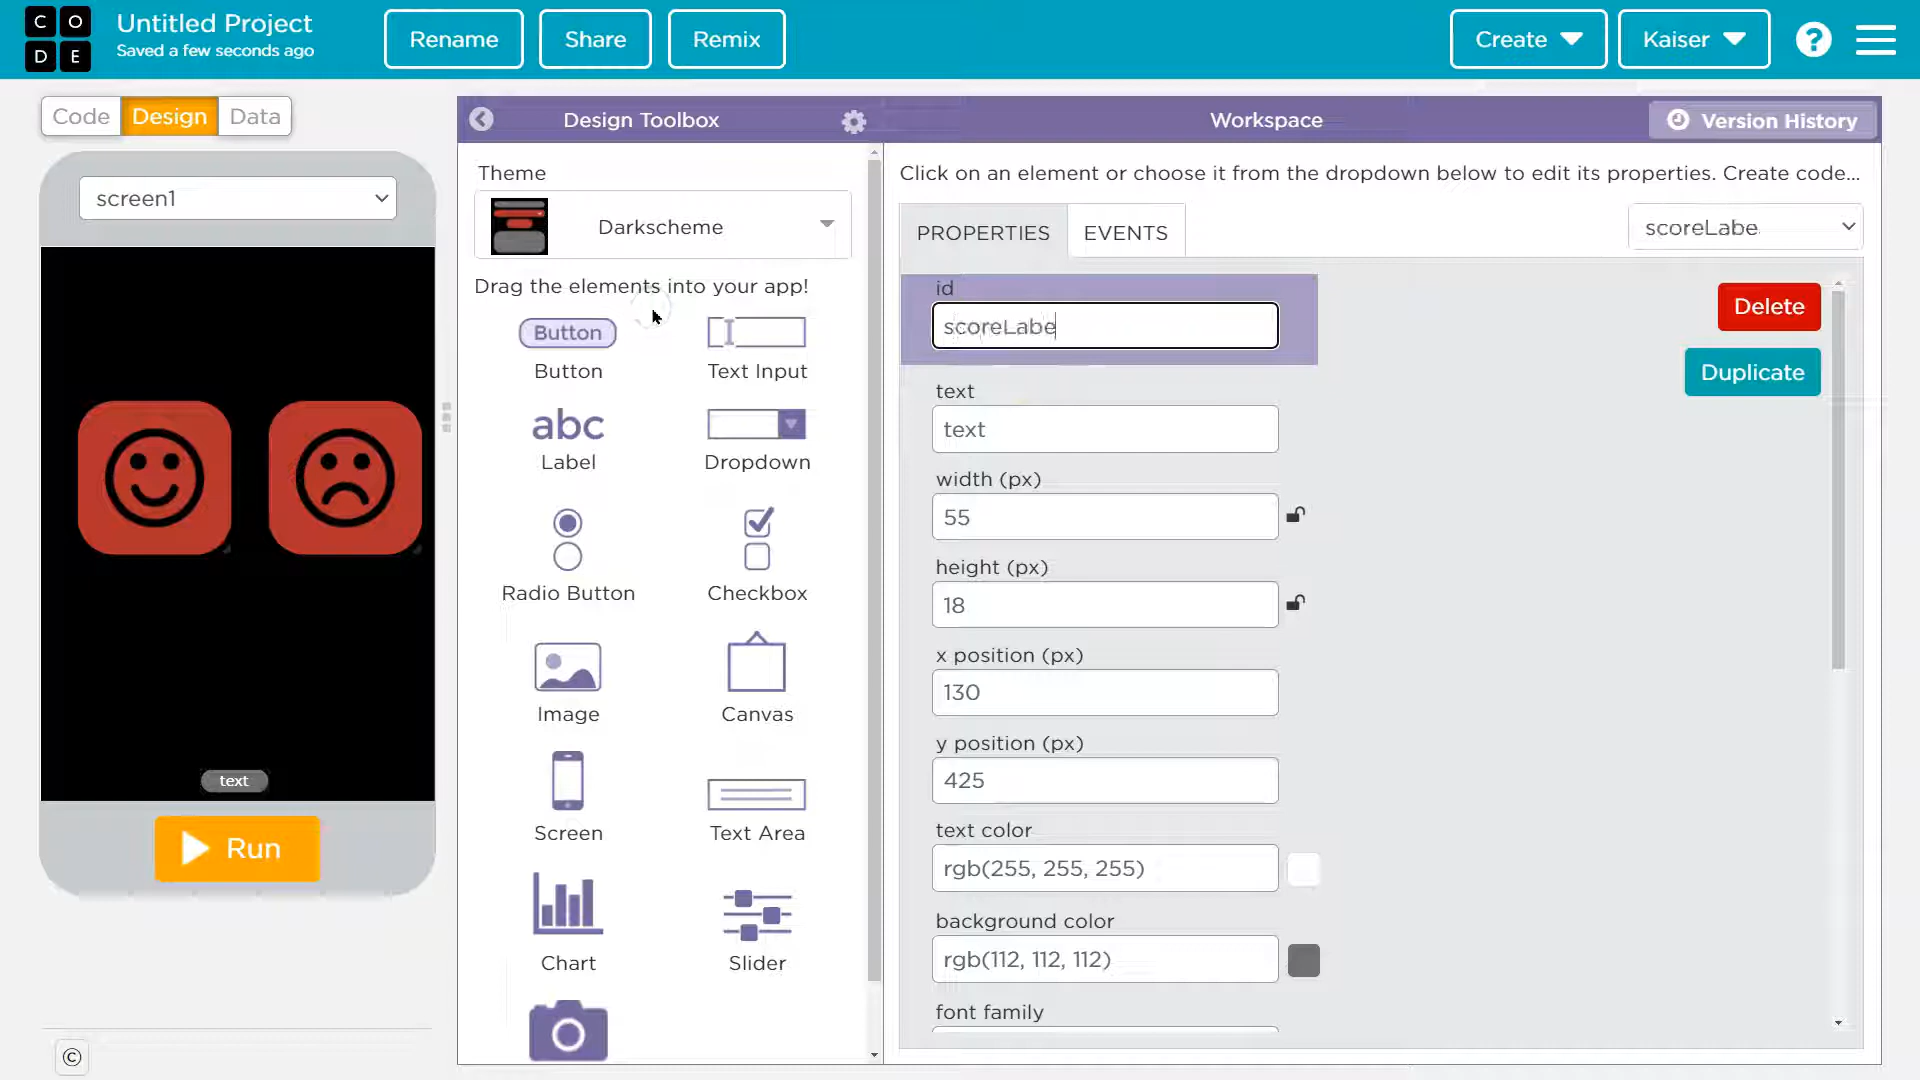 C O D E
Untitled Project
Saved a few seconds ago
Rename
Share
Remix
Create
Kaiser
?
Code
Design
Data
Design Toolbox
Workspace
Version History
screen1
Theme
Darkscheme
Drag the elements into your app!
Button
Button
Text Input
abc
Label
Dropdown
Radio Button
Checkbox
Image
Canvas
Screen
Text Area
Chart
Slider
text
Run
©
Click on an element or choose it from the dropdown below to edit its properties. Create code...
PROPERTIES
EVENTS
scoreLabe
id
scoreLabe
Delete
Duplicate
text
text
width (px)
55
height (px)
18
x position (px)
130
y position (px)
425
text color
rgb(255, 255, 255)
background color
rgb(112, 112, 112)
font family